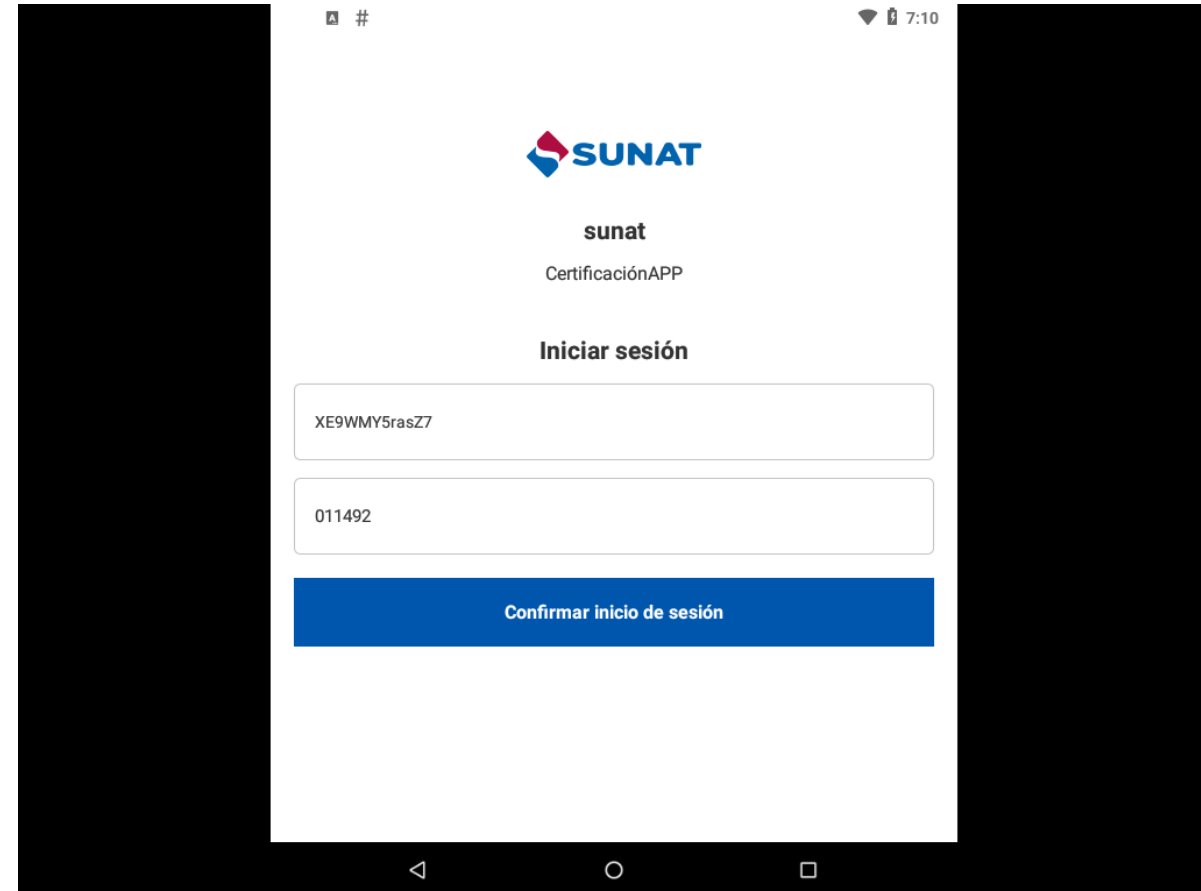 A # 7:10
SUNAT
sunat
CertificaciónAPP
Iniciar sesión
XE9WMY5rasZ7
011492
Confirmar inicio de sesión